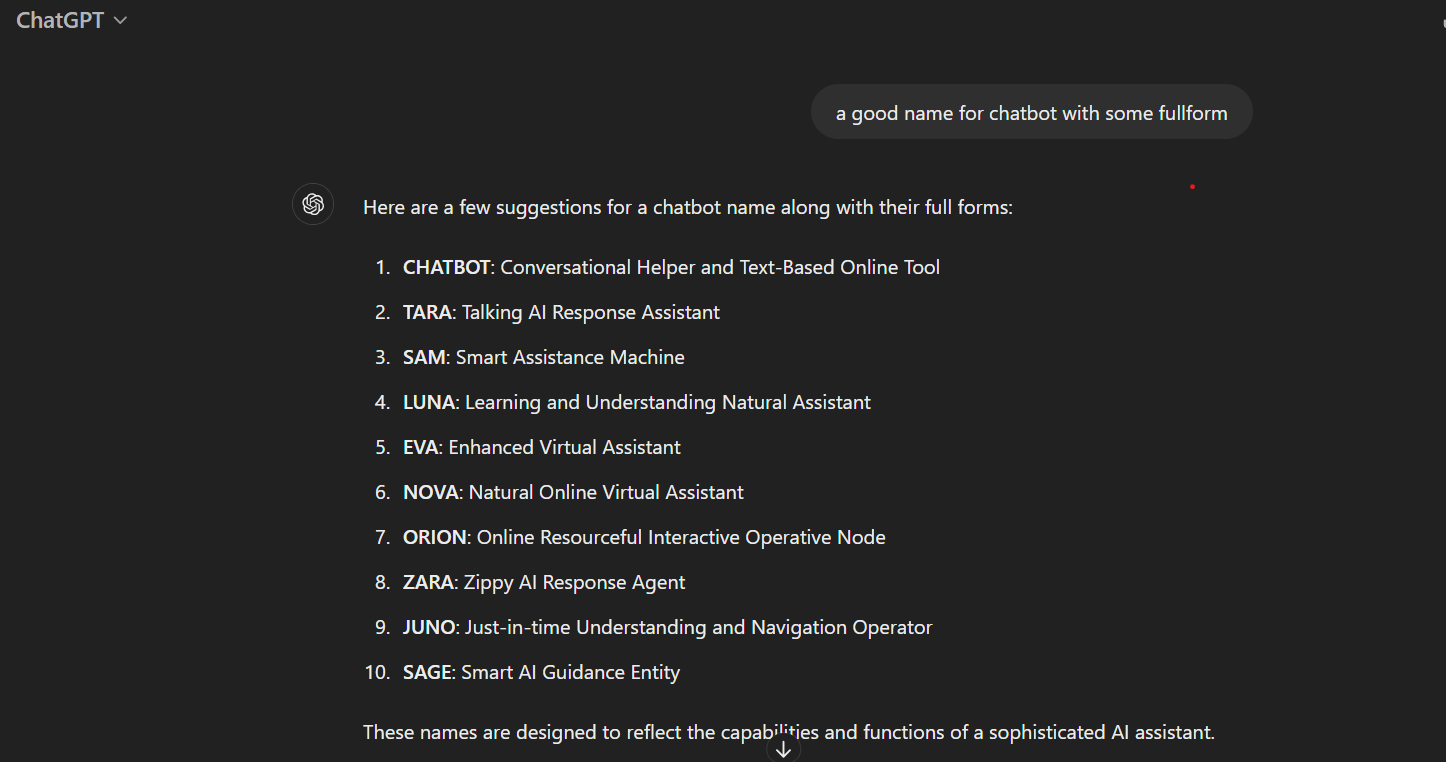 ChatGPT
a good name for chatbot with some fullform
Here are a few suggestions for a chatbot name along with their full forms:
1. CHATBOT: Conversational Helper and Text-Based Online Tool
2. TARA: Talking AI Response Assistant
3. SAM: Smart Assistance Machine
4. LUNA: Learning and Understanding Natural Assistant
5. EVA: Enhanced Virtual Assistant
6. NOVA: Natural Online Virtual Assistant
7. ORION: Online Resourceful Interactive Operative Node
8. ZARA: Zippy AI Response Agent
9. JUNO: Just-in-time Understanding and Navigation Operator
10. SAGE: Smart AI Guidance Entity
These names are designed to reflect the capabilities and functions of a sophisticated AI assistant.